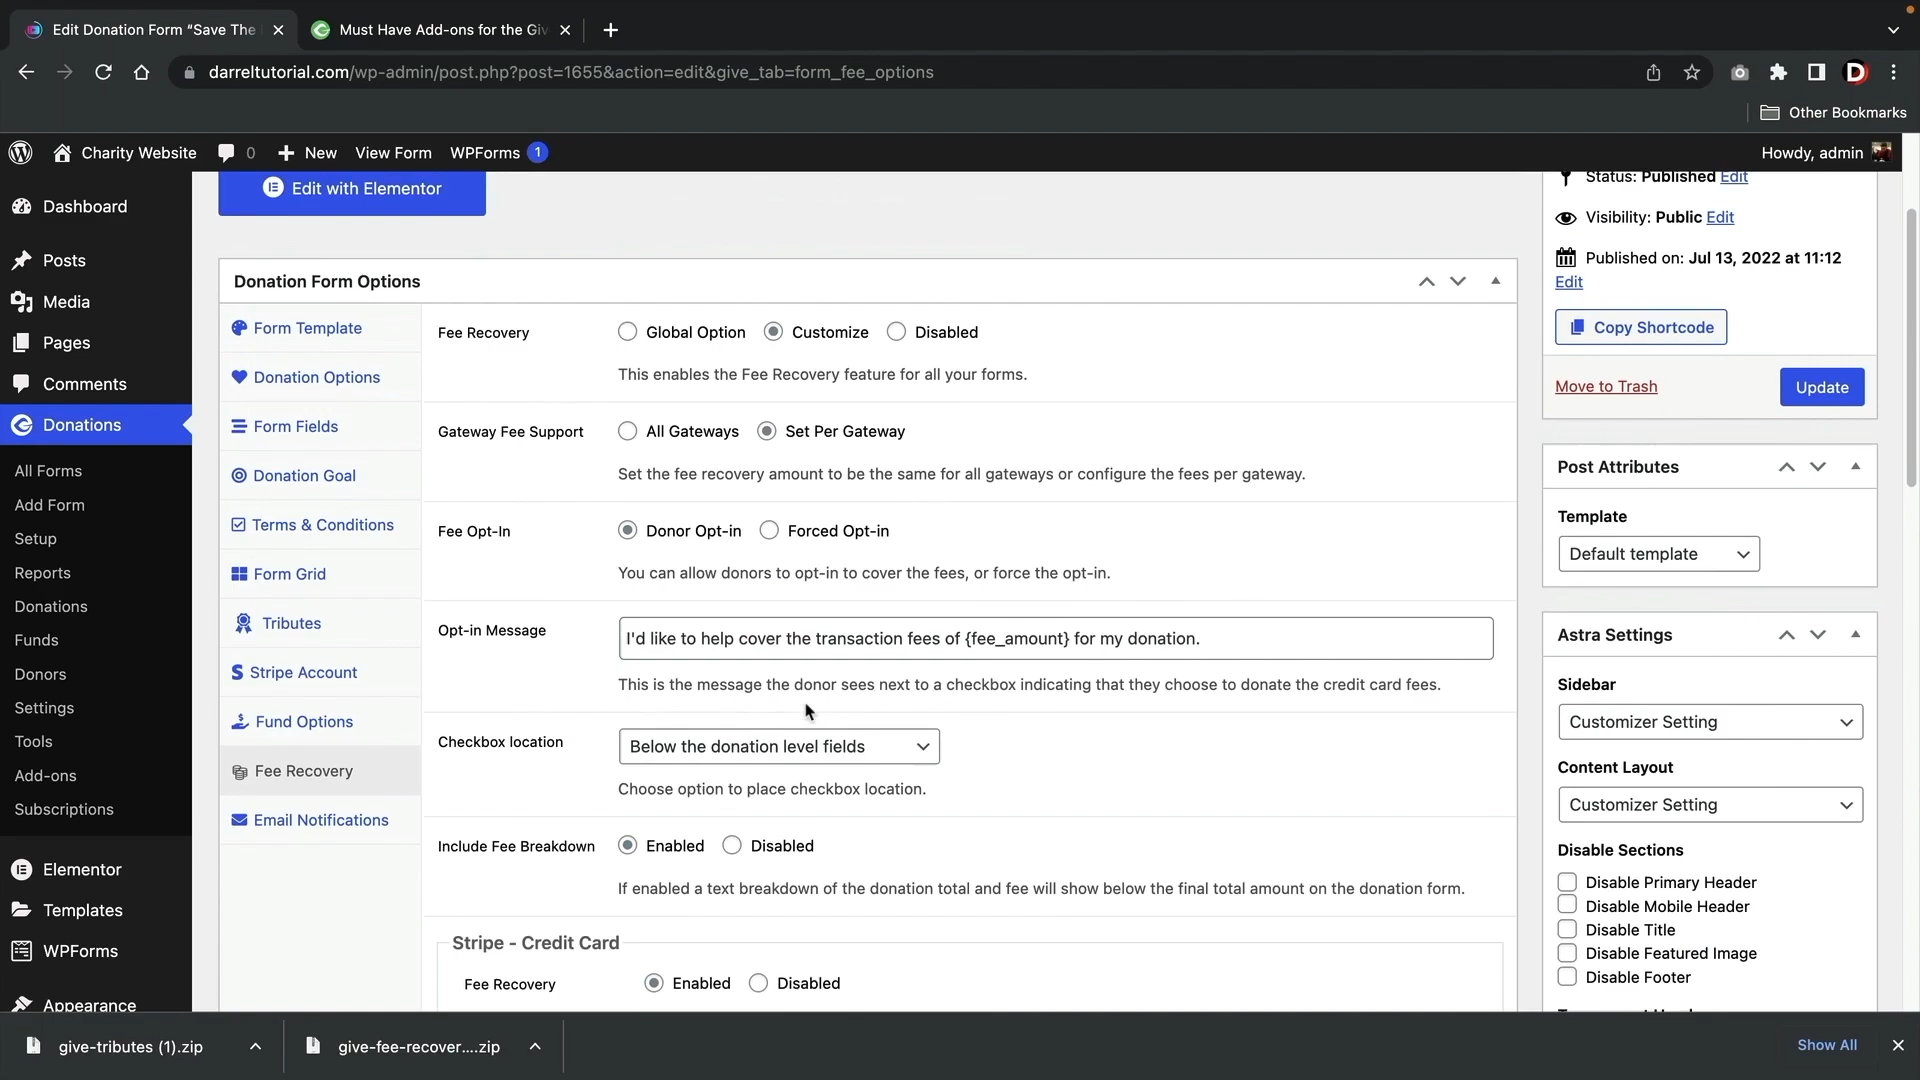 Edit Donation Form “Save The
Must Have Add-ons for the Giv
darreltutorial.com/wp-admin/post.php?post=1655&action=edit&give_tab=form_fee_options
Other Bookmarks
Charity Website
0
New
View Form
WPForms
1
Howdy, admin
Dashboard
Posts
Media
Pages
Comments
Donations
All Forms
Add Form
Setup
Reports
Donations
Funds
Donors
Settings
Tools
Add-ons
Subscriptions
Elementor
Templates
WPForms
Appearance
Edit with Elementor
Donation Form Options
Form Template
Donation Options
Form Fields
Donation Goal
Terms & Conditions
Form Grid
Tributes
Stripe Account
Fund Options
Fee Recovery
Email Notifications
Fee Recovery
Global Option
Customize
Disabled
This enables the Fee Recovery feature for all your forms.
Gateway Fee Support
All Gateways
Set Per Gateway
Set the fee recovery amount to be the same for all gateways or configure the fees per gateway.
Fee Opt-In
Donor Opt-in
Forced Opt-in
You can allow donors to opt-in to cover the fees, or force the opt-in.
Opt-in Message
I'd like to help cover the transaction fees of {fee_amount} for my donation.
This is the message the donor sees next to a checkbox indicating that they choose to donate the credit card fees.
Checkbox location
Below the donation level fields
Choose option to place checkbox location.
Include Fee Breakdown
Enabled
Disabled
If enabled a text breakdown of the donation total and fee will show below the final total amount on the donation form.
Stripe - Credit Card
Fee Recovery
Enabled
Disabled
Status: Published Edit
Visibility: Public Edit
Published on: Jul 13, 2022 at 11:12
Edit
Copy Shortcode
Move to Trash
Update
Post Attributes
Template
Default template
Astra Settings
Sidebar
Customizer Setting
Content Layout
Customizer Setting
Disable Sections
Disable Primary Header
Disable Mobile Header
Disable Title
Disable Featured Image
Disable Footer
give-tributes (1).zip
give-fee-recover....zip
Show All